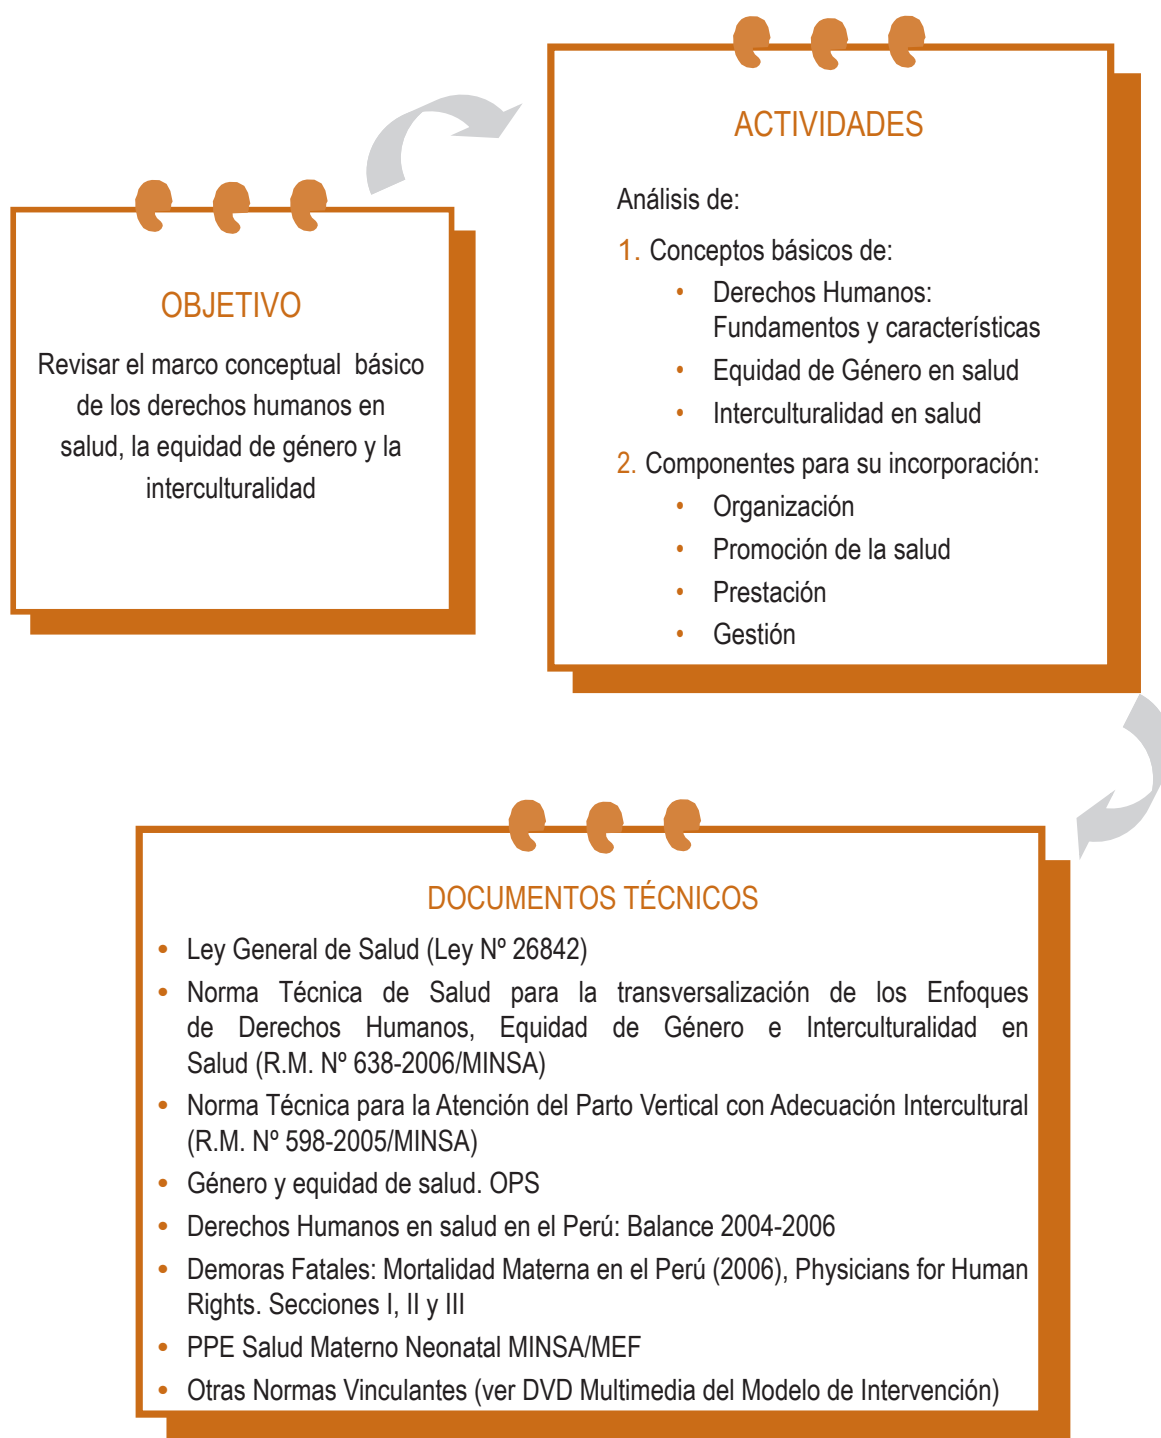 OBJETIVO
Revisar el marco conceptual básico
de los derechos humanos en
salud, la equidad de género y la
interculturalidad
ACTIVIDADES
Análisis de:
1. Conceptos básicos de:
• Derechos Humanos:
Fundamentos y características
• Equidad de Género en salud
• Interculturalidad en salud
2. Componentes para su incorporación:
• Organización
• Promoción de la salud
• Prestación
• Gestión
DOCUMENTOS TÉCNICOS
• Ley General de Salud (Ley Nº 26842)
• Norma Técnica de Salud para la transversalización de los Enfoques
de Derechos Humanos, Equidad de Género e Interculturalidad en
Salud (R.M. Nº 638-2006/MINSA)
• Norma Técnica para la Atención del Parto Vertical con Adecuación Intercultural
(R.M. Nº 598-2005/MINSA)
• Género y equidad de salud. OPS
• Derechos Humanos en salud en el Perú: Balance 2004-2006
• Demoras Fatales: Mortalidad Materna en el Perú (2006), Physicians for Human
Rights. Secciones I, II y III
• PPE Salud Materno Neonatal MINSA/MEF
• Otras Normas Vinculantes (ver DVD Multimedia del Modelo de Intervención)